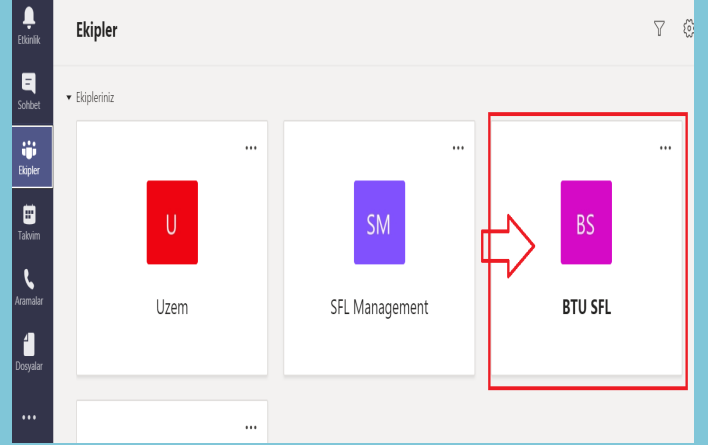 Etkinlik
Sohbet
Ekipler
Takvim
Aramalar
Dosyalar
Ekipler
Ekipleriniz
U
Uzem
SM
SFL Management
BS
BTU SFL